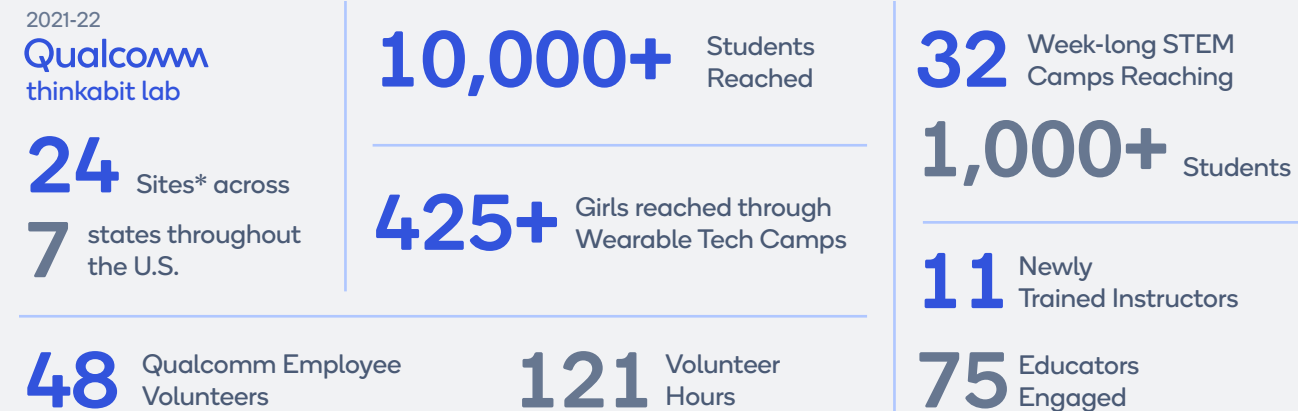 2021-22
Qualcomm
thinkabit lab
24 Sites* across
7 states throughout
the U.S.
10,000+ Students
Reached
425+ Girls reached through
Wearable Tech Camps
32 Week-long STEM
Camps Reaching
1,000+ Students
11 Newly
Trained Instructors
48 Qualcomm Employee
Volunteers
121 Volunteer
Hours
75 Educators
Engaged